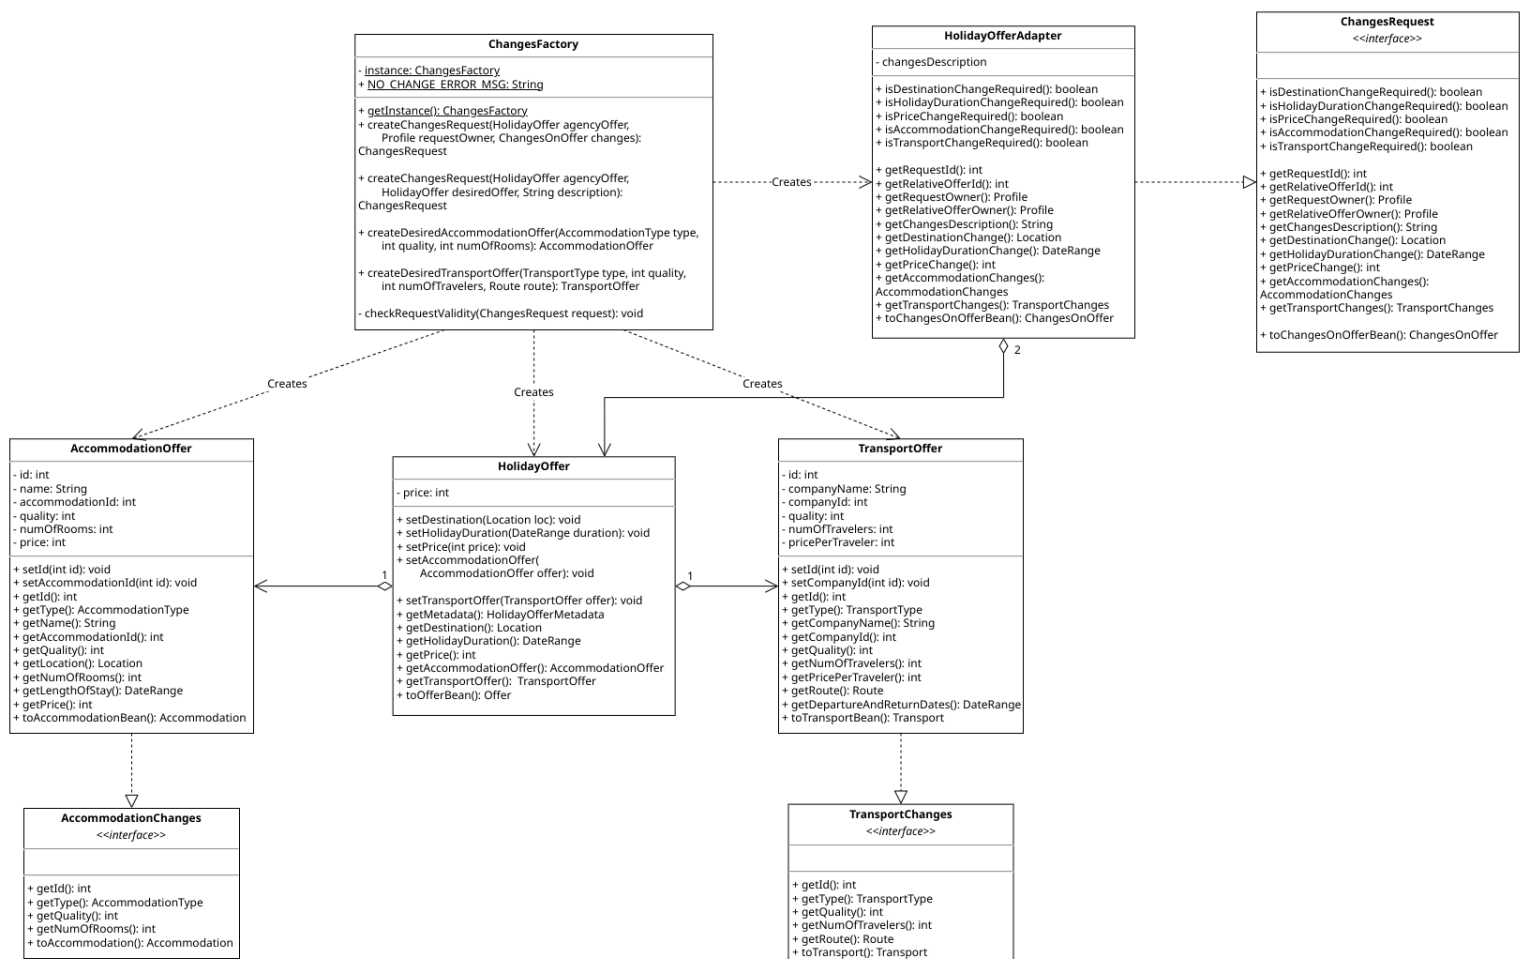 ChangesFactory
- instance: ChangesFactory
+ NO_CHANGE_ERROR_MSG: String
+ getInstance(): ChangesFactory
+ createChangesRequest(HolidayOffer agencyOffer,
Profile requestOwner, ChangesOnOffer changes):
ChangesRequest
+ createChangesRequest(HolidayOffer agencyOffer,
HolidayOffer desiredOffer, String description):
ChangesRequest
+ createDesiredAccommodationOffer(AccommodationType type,
int quality, int numOfRooms): AccommodationOffer
+ createDesiredTransportOffer(TransportType type, int quality,
int numOfTravelers, Route route): TransportOffer
- checkRequestValidity(ChangesRequest request): void
Creates
HolidayOfferAdapter
- changesDescription
+ isDestinationChangeRequired(): boolean
+ isHolidayDurationChangeRequired(): boolean
+ isPriceChangeRequired(): boolean
+ isAccommodationChangeRequired(): boolean
+ isTransportChangeRequired(): boolean
+ getRequestId(): int
+ getRelativeOfferId(): int
+ getRequestOwner(): Profile
+ getRelativeOfferOwner(): Profile
+ getChangesDescription(): String
+ getDestinationChange(): Location
+ getHolidayDurationChange(): DateRange
+ getPriceChange(): int
+ getAccommodationChanges():
AccommodationChanges
+ getTransportChanges(): TransportChanges
+ toChangesOnOfferBean(): ChangesOnOffer
2
ChangesRequest
<<interface>>
+ isDestinationChangeRequired(): boolean
+ isHolidayDurationChangeRequired(): boolean
+ isPriceChangeRequired(): boolean
+ isAccommodationChangeRequired(): boolean
+ isTransportChangeRequired(): boolean
+ getRequestId(): int
+ getRelativeOfferId(): int
+ getRequestOwner(): Profile
+ getRelativeOfferOwner(): Profile
+ getChangesDescription(): String
+ getDestinationChange(): Location
+ getHolidayDurationChange(): DateRange
+ getPriceChange(): int
+ getAccommodationChanges():
AccommodationChanges
+ getTransportChanges(): TransportChanges
+ toChangesOnOfferBean(): ChangesOnOffer
Creates
Creates
Creates
AccommodationOffer
- id: int
- name: String
- accommodationId: int
- quality: int
- numOfRooms: int
- price: int
+ setId(int id): void
+ setAccommodationId(int id): void
+ getId(): int
+ getType(): AccommodationType
+ getName(): String
+ getAccommodationId(): int
+ getQuality(): int
+ getLocation(): Location
+ getNumOfRooms(): int
+ getLengthOfStay(): DateRange
+ getPrice(): int
+ toAccommodationBean(): Accommodation
1
HolidayOffer
- price: int
+ setDestination(Location loc): void
+ setHolidayDuration(DateRange duration): void
+ setPrice(int price): void
+ setAccommodationOffer(
AccommodationOffer offer): void
+ setTransportOffer(TransportOffer offer): void
+ getMetadata(): HolidayOfferMetadata
+ getDestination(): Location
+ getHolidayDuration(): DateRange
+ getPrice(): int
+ getAccommodationOffer(): AccommodationOffer
+ getTransportOffer():  TransportOffer
+ toOfferBean(): Offer
1
TransportOffer
- id: int
- companyName: String
- companyId: int
- quality: int
- numOfTravelers: int
- pricePerTraveler: int
+ setId(int id): void
+ setCompanyId(int id): void
+ getId(): int
+ getType(): TransportType
+ getCompanyName(): String
+ getCompanyId(): int
+ getQuality(): int
+ getNumOfTravelers(): int
+ getPricePerTraveler(): int
+ getRoute(): Route
+ getDepartureAndReturnDates(): DateRange
+ toTransportBean(): Transport
AccommodationChanges
<<interface>>
+ getId(): int
+ getType(): AccommodationType
+ getQuality(): int
+ getNumOfRooms(): int
+ toAccommodation(): Accommodation
TransportChanges
<<interface>>
+ getId(): int
+ getType(): TransportType
+ getQuality(): int
+ getNumOfTravelers(): int
+ getRoute(): Route
+ toTransport(): Transport